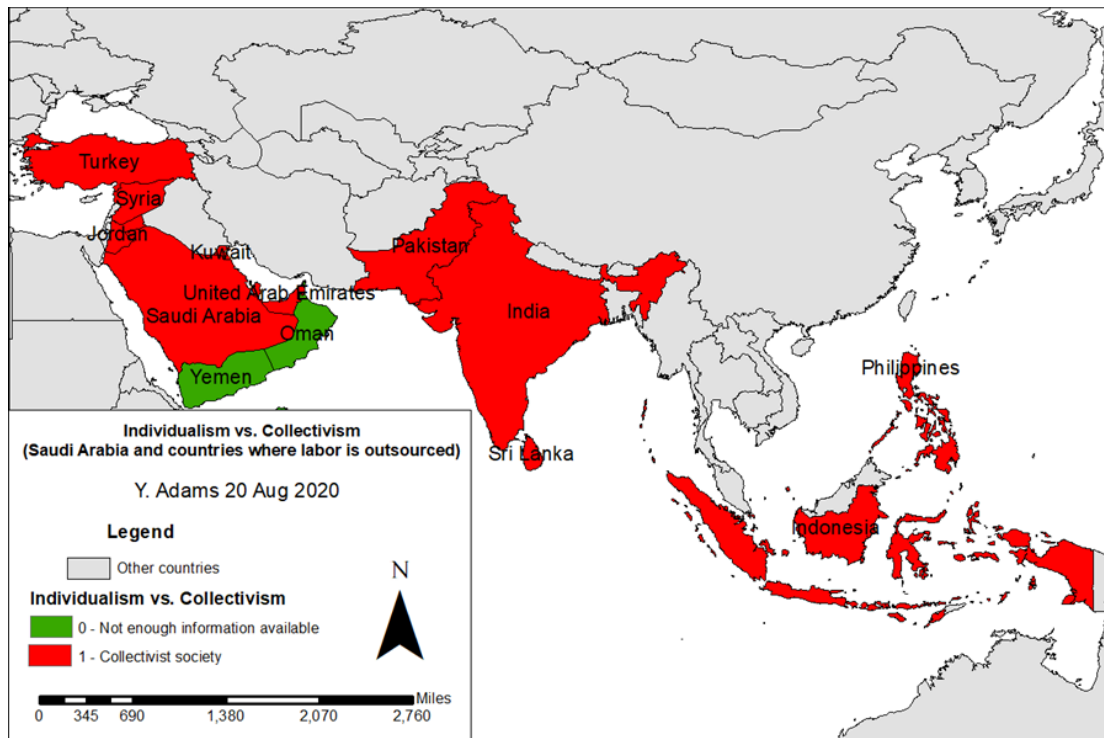 Turkey
Syria
Jordan
Kuwait
Pakistan
United Arab Emirates
Saudi Arabia
India
Oman
Yemen
Philippines
Sri Lanka
Indonesia
Individualism vs. Collectivism
(Saudi Arabia and countries where labor is outsourced)
Y. Adams 20 Aug 2020
Legend
Other countries
N
Individualism vs. Collectivism
0 - Not enough information available
1 - Collectivist society
Miles
0 345 690 1,380 2,070 2,760